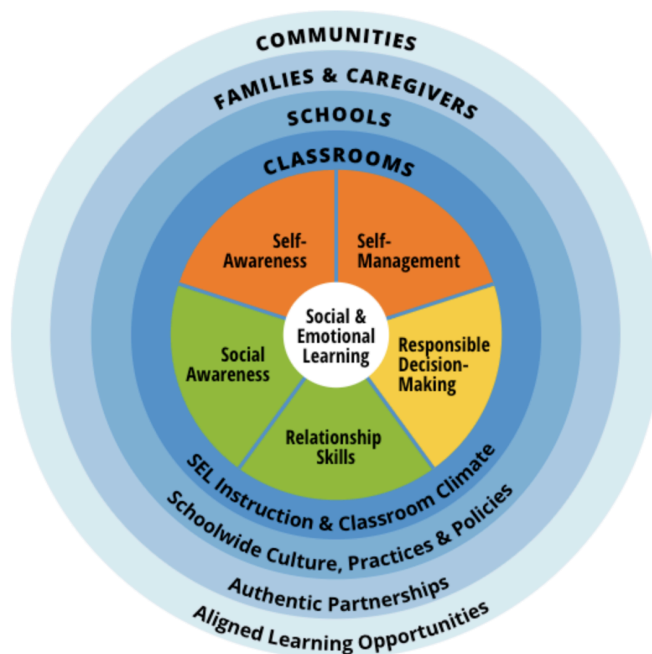 COMMUNITIES
FAMILIES & CAREGIVERS
SCHOOLS
CLASSROOMS
Self-
Awareness
Self-
Management
Social &
Emotional
Learning
Social
Awareness
Responsible
Decision-
Making
Relationship
Skills
SEL Instruction & Classroom Climate
Schoolwide Culture, Practices & Policies
Authentic Partnerships
Aligned Learning Opportunities